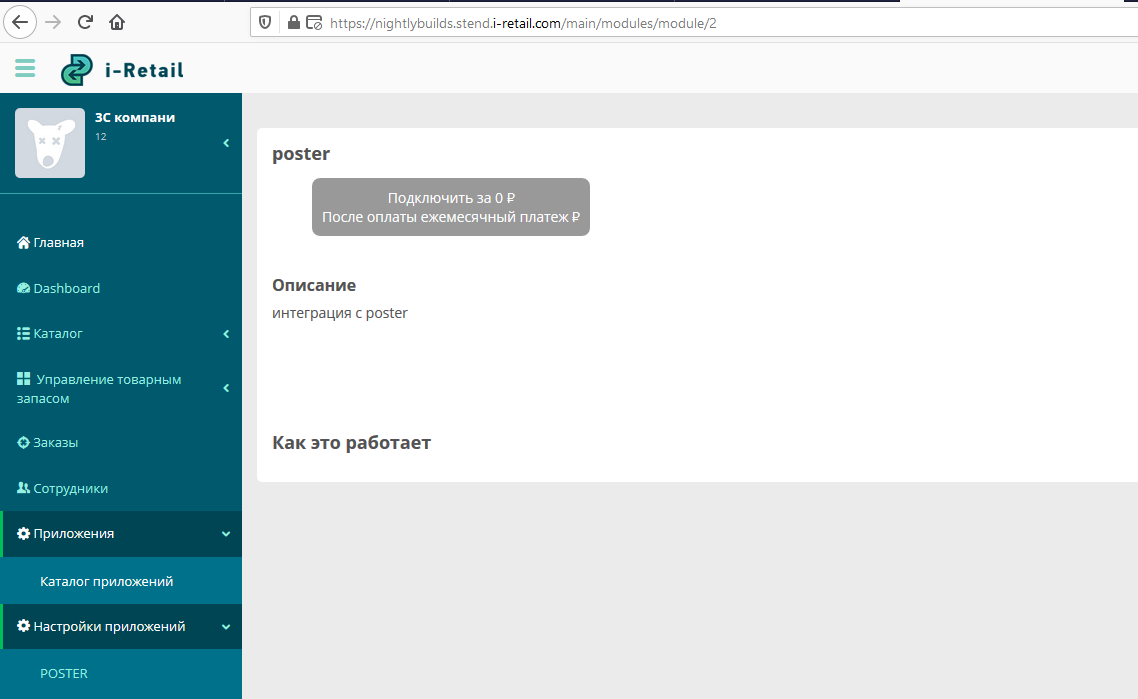 https://nightlybuilds.stend.i-retail.com/main/modules/module/2
i-Retail
ЗС компани
12
Главная
Dashboard
Каталог
Управление товарным
запасом
Заказы
Сотрудники
Приложения
Каталог приложений
Настройки приложений
POSTER
poster
Подключить за 0 ₽
После оплаты ежемесячный платеж ₽
Описание
интеграция с poster
Как это работает